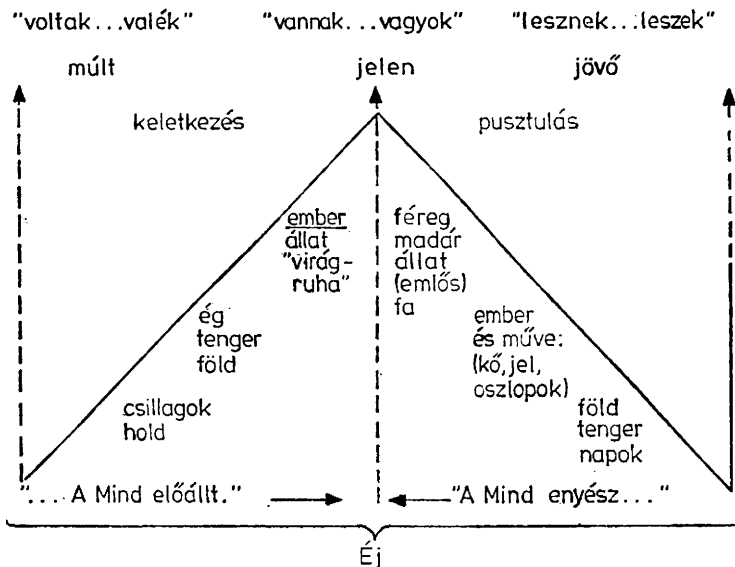 "voltak...valék" "vannak...vagyok" "lesznek...leszek"
múlt jelen jövő
keletkezés pusztulás
ember
állat
"virág-
ruha"
féreg
madár
állat
(emlős)
fa
ég
tenger
föld
ember
és műve:
(kő, jel,
oszlopok)
csillagok
hold
föld
tenger
napok
"....A Mind előállt." "A Mind enyész..."
Éj